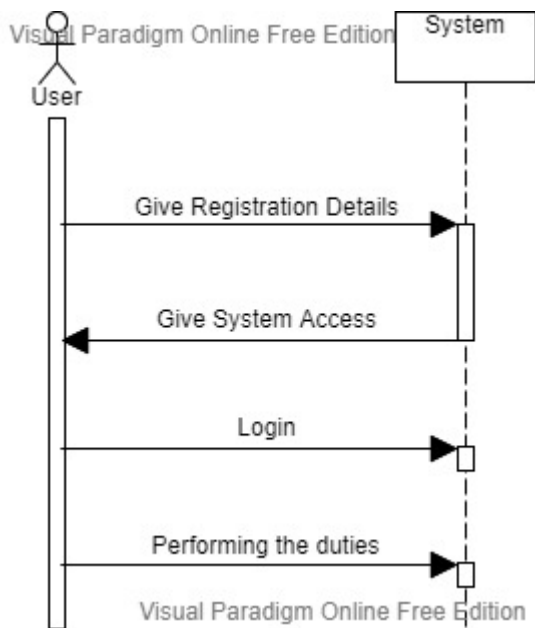 Visual Paradigm Online Free Edition
System
User
Give Registration Details
Give System Access
Login
Performing the duties
Visual Paradigm Online Free Edition